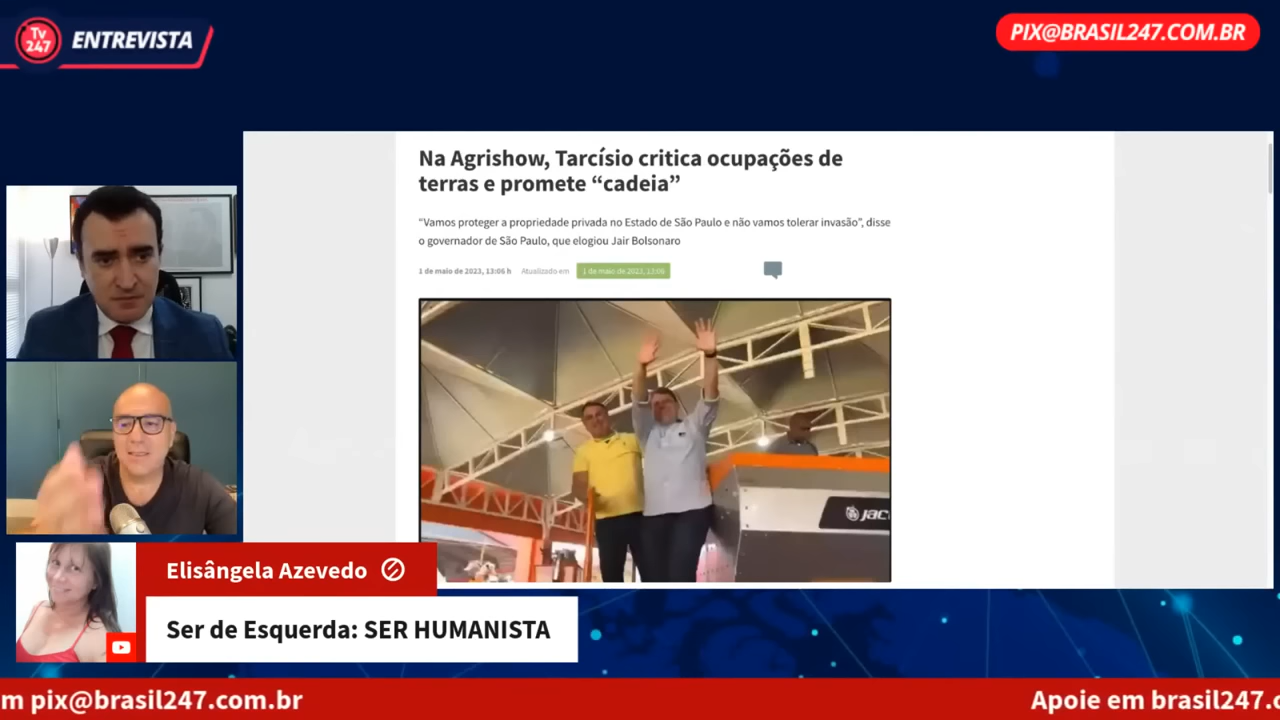 Tv
247
ENTREVISTA
PIX@BRASIL247.COM.BR
Na Agrishow, Tarcísio critica ocupações de
terras e promete “cadeia”
“Vamos proteger a propriedade privada no Estado de São Paulo e não vamos tolerar invasão”, disse
o governador de São Paulo, que elogiou Jair Bolsonaro
1 de maio de 2023, 13:06 h Atualizado em 1 de maio de 2023, 13:06
Elisângela Azevedo
Ser de Esquerda: SER HUMANISTA
m pix@brasil247.com.br
Apoie em brasil247.c